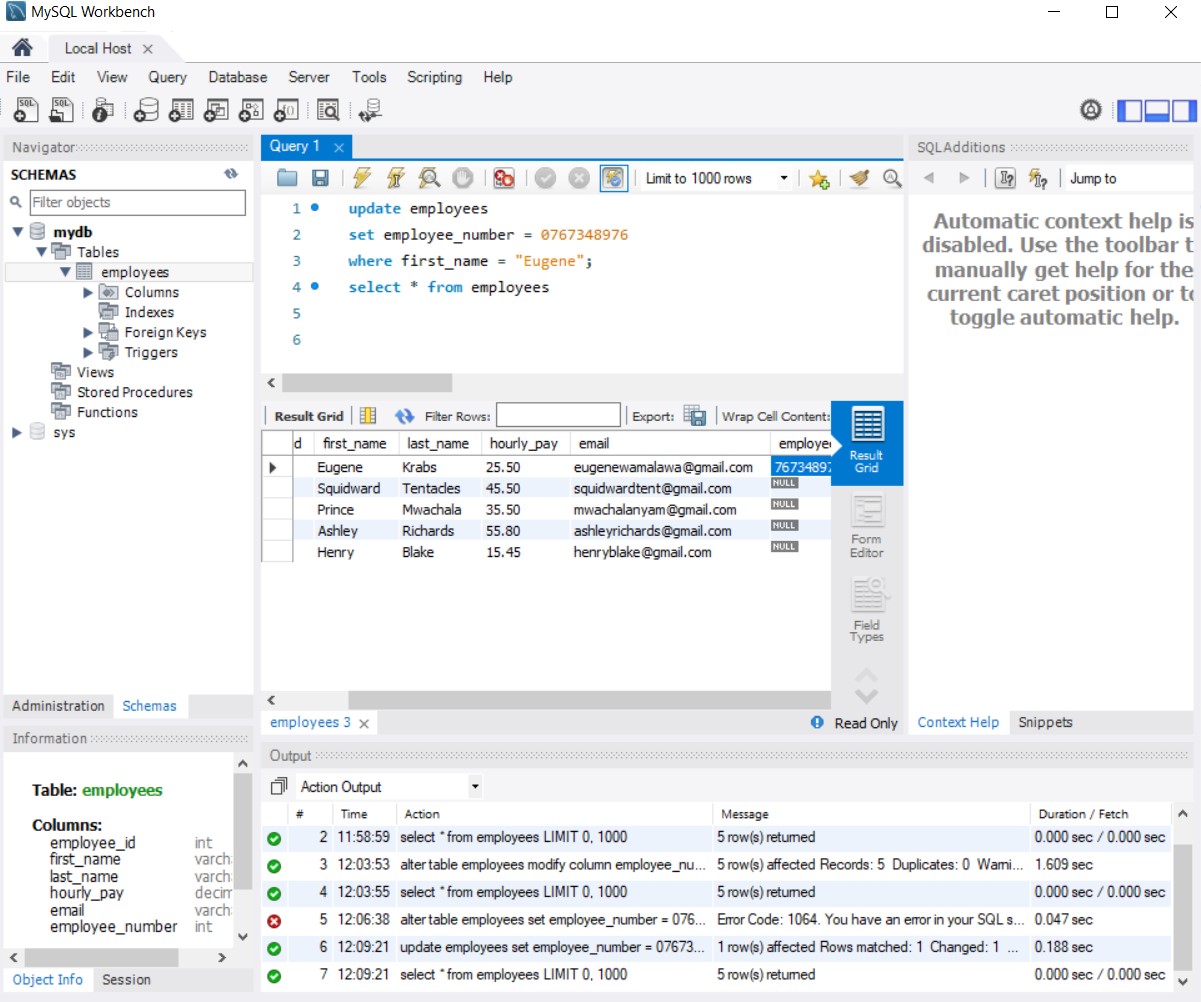 MySQL Workbench
Local Host
File Edit View Query Database Server Tools Scripting Help
Navigator
SCHEMAS
Filter objects
mydb
Tables
employees
Columns
Indexes
Foreign Keys
Triggers
Views
Stored Procedures
Functions
sys
Administration Schemas
Information
Table: employees
Columns:
employee_id int
first_name varch
last_name varch
hourly_pay decim
email varch
employee_number int
Object Info Session
Query 1
Limit to 1000 rows
1 update employees
2 set employee_number = 0767348976
3 where first_name = "Eugene";
4 select * from employees
5
6
Result Grid Filter Rows: Export: Wrap Cell Content:
d first_name last_name hourly_pay email employee
Eugene Krabs 25.50 eugenewamalawa@gmail.com 76734897
Squidward Tentacles 45.50 squidwardtent@gmail.com NULL
Prince Mwachala 35.50 mwachalanyam@gmail.com NULL
Ashley Richards 55.80 ashleyrichards@gmail.com NULL
Henry Blake 15.45 henryblake@gmail.com NULL
Result
Grid
Form
Editor
Field
Types
employees 3 Read Only
SQLAdditions
Jump to
Automatic context help is
disabled. Use the toolbar t
manually get help for the
current caret position or to
toggle automatic help.
Context Help Snippets
Output
Action Output
# Time Action Message Duration / Fetch
2 11:58:59 select * from employees LIMIT 0, 1000 5 row(s) returned 0.000 sec / 0.000 sec
3 12:03:53 alter table employees modify column employee_nu... 5 row(s) affected Records: 5 Duplicates: 0 Warni... 1.609 sec
4 12:03:55 select * from employees LIMIT 0, 1000 5 row(s) returned 0.000 sec / 0.000 sec
5 12:06:38 alter table employees set employee_number = 076... Error Code: 1064. You have an error in your SQL s... 0.047 sec
6 12:09:21 update employees set employee_number = 07673... 1 row(s) affected Rows matched: 1 Changed: 1 ... 0.188 sec
7 12:09:21 select * from employees LIMIT 0, 1000 5 row(s) returned 0.000 sec / 0.000 sec